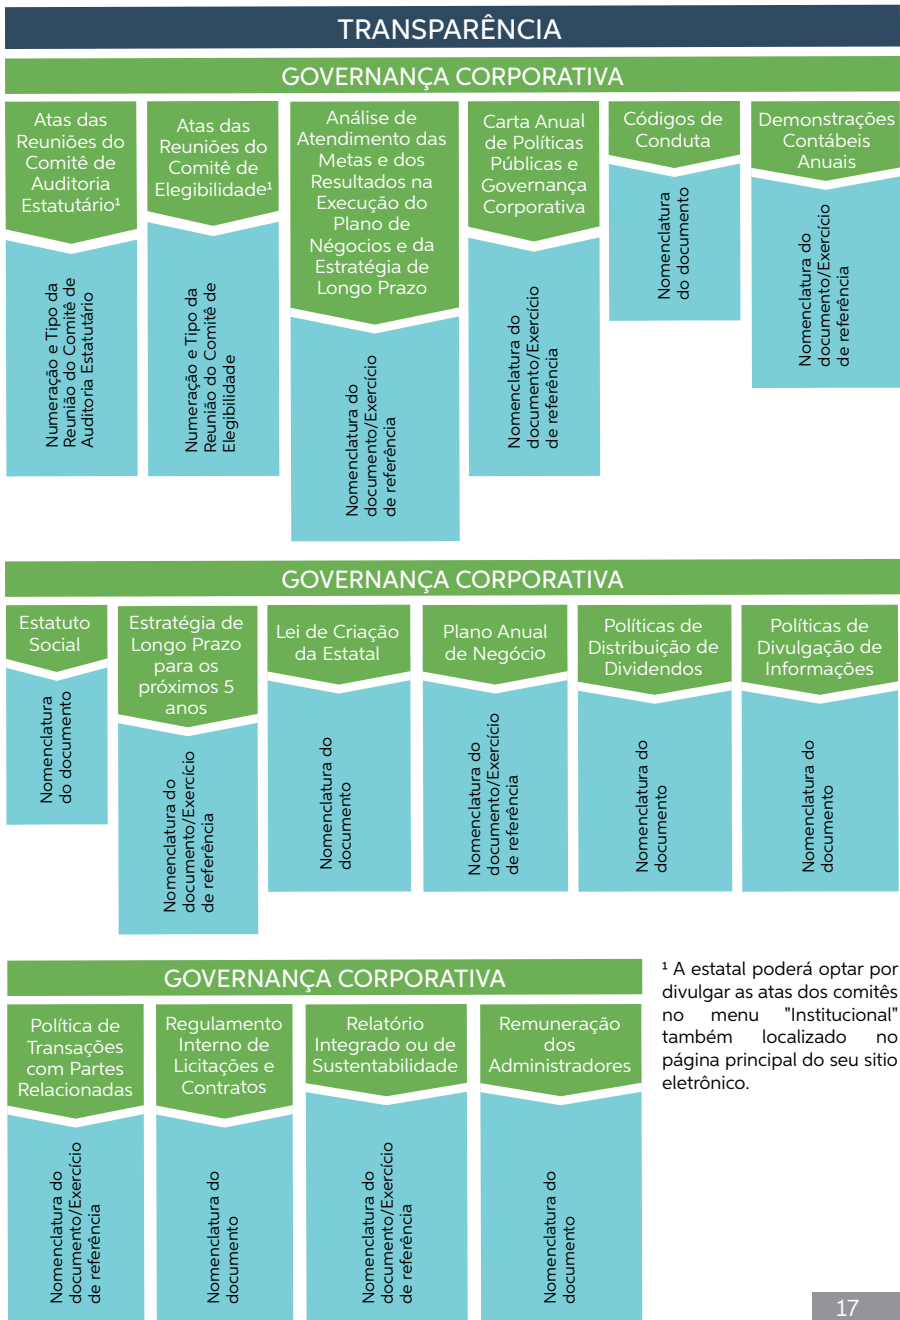 TRANSPARÊNCIA
GOVERNANÇA CORPORATIVA
Atas das
Reuniões do
Comitê de
Auditoria
Estatutário¹
Numeração e Tipo da
Reunião do Comitê de
Auditoria Estatutário
Atas das
Reuniões do
Comitê de
Elegibilidade¹
Numeração e Tipo da
Reunião do Comitê de
Elegibilidade
Análise de
Atendimento das
Metas e dos
Resultados na
Execução do
Plano de
Négocios e da
Estratégia de
Longo Prazo
Nomenclatura do
documento/Exercício
de referência
Carta Anual
de Políticas
Públicas e
Governança
Corporativa
Nomenclatura do
documento/Exercício
de referência
Códigos de
Conduta
Nomenclatura
do documento
Demonstrações
Contábeis
Anuais
Nomenclatura do
documento/Exercício
de referência
GOVERNANÇA CORPORATIVA
Estatuto
Social
Nomenclatura
do documento
Estratégia de
Longo Prazo
para os
próximos 5
anos
Nomenclatura do
documento/Exercício
de referência
Lei de Criação
da Estatal
Nomenclatura do
documento
Plano Anual
de Negócio
Nomenclatura do
documento/Exercício
de referência
Políticas de
Distribuição de
Dividendos
Nomenclatura do
documento
Políticas de
Divulgação de
Informações
Nomenclatura do
documento
GOVERNANÇA CORPORATIVA
Política de
Transações
com Partes
Relacionadas
Nomenclatura do
documento/Exercício
de referência
Regulamento
Interno de
Licitações e
Contratos
Nomenclatura do
documento
Relatório
Integrado ou de
Sustentabilidade
Nomenclatura do
documento/Exercício
de referência
Remuneração
dos
Administradores
Nomenclatura do
documento
¹ A estatal poderá optar por
divulgar as atas dos comitês
no menu "Institucional"
também localizado no
página principal do seu sitio
eletrônico.
17